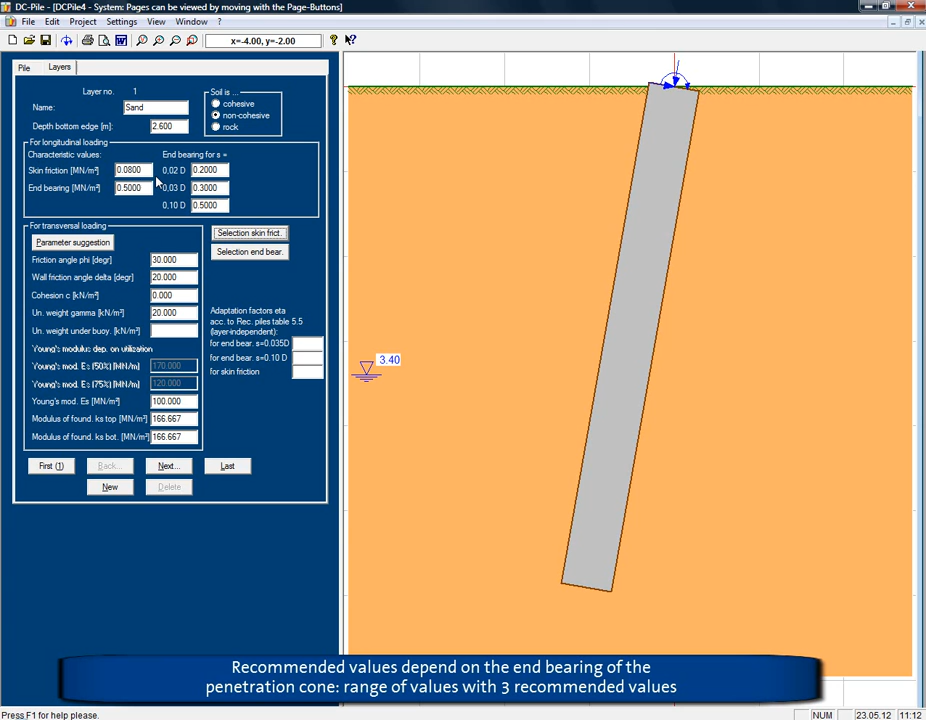 DC-Pile - [DCPile4 - System: Pages can be viewed by moving with the Page-Buttons]
File Edit Project Settings View Window ?
x=-4.00, y=-2.00
Pile Layers
Layer no. 1
Name: Sand
Depth bottom edge [m]: 2.600
Soil is ...
cohesive
non-cohesive
rock
For longitudinal loading
Characteristic values: End bearing for s =
Skin friction [MN/m²] 0.0800 0,02 D 0.2000
End bearing [MN/m²] 0.5000 0,03 D 0.3000
0,10 D 0.5000
For transversal loading
Parameter suggestion
Friction angle phi [degr] 30.000
Wall friction angle delta [degr] 20.000
Cohesion c [kN/m²] 0.000
Un. weight gamma [kN/m³] 20.000
Un. weight under buoy. [kN/m³]
Young's modulus dep. on utilization
Young's mod. Es (50%) [MN/m] 170.000
Young's mod. Es (75%) [MN/m] 120.000
Young's mod. Es [MN/m²] 100.000
Modulus of found. ks top [MN/m³] 166.667
Modulus of found. ks bot. [MN/m³] 166.667
Selection skin frict.
Selection end bear.
Adaptation factors eta
acc. to Rec. piles table 5.5
(layer-independent):
for end bear. s=0.035D
for end bear. s=0.10 D
for skin friction
First (1) Back... Next... Last
New Delete
3.40
Recommended values depend on the end bearing of the
penetration cone: range of values with 3 recommended values
Press F1 for help please.
NUM 23.05.12 11:12